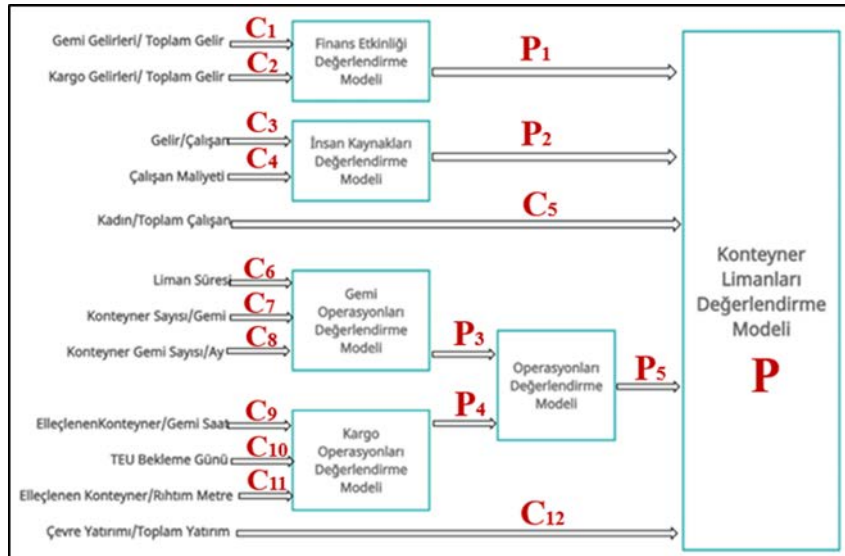 Gemi Gelirleri/ Toplam Gelir
C1
Kargo Gelirleri/ Toplam Gelir
C2
Finans Etkinliği
Değerlendirme
Modeli
P1
Gelir/Çalışan
C3
Çalışan Maliyeti
C4
İnsan Kaynakları
Değerlendirme
Modeli
P2
Kadın/Toplam Çalışan
C5
Liman Süresi
C6
Konteyner Sayısı/Gemi
C7
Konteyner Gemi Sayısı/Ay
C8
Gemi
Operasyonları
Değerlendirme
Modeli
P3
ElleçlenenKonteyner/Gemi Saat
C9
TEU Bekleme Günü
C10
Elleçlenen Konteyner/Rıhtım Metre
C11
Kargo
Operasyonları
Değerlendirme
Modeli
P4
Operasyonları
Değerlendirme
Modeli
P5
Çevre Yatırımı/Toplam Yatırım
C12
Konteyner
Limanları
Değerlendirme
Modeli
P